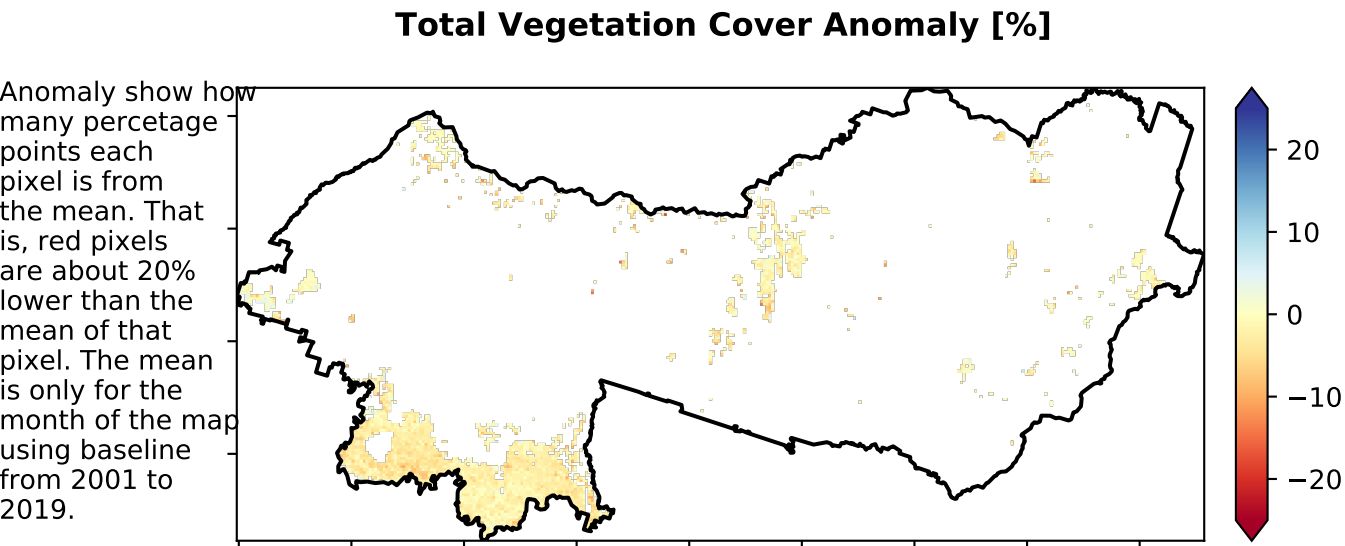 Total Vegetation Cover Anomaly [%]
Anomaly show how
many percetage
points each
pixel is from
the mean. That
is, red pixels
are about 20%
lower than the
mean of that
pixel. The mean
is only for the
month of the map
using baseline
from 2001 to
2019.
20
10
0
−10
−20